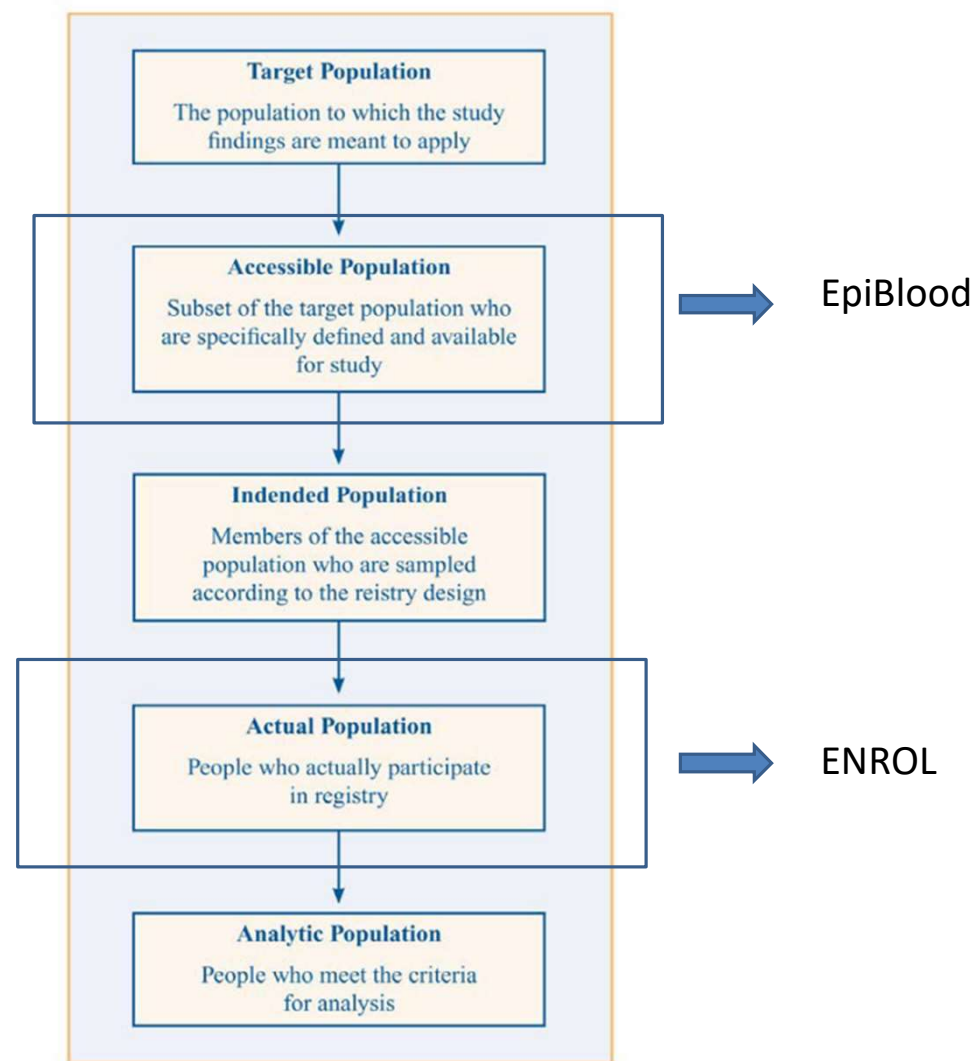 Target Population
The population to which the study
findings are meant to apply
Accessible Population
Subset of the target population who
are specifically defined and available
for study
EpiBlood
Indended Population
Members of the accessible
population who are sampled
according to the reistry design
Actual Population
People who actually participate
in registry
ENROL
Analytic Population
People who meet the criteria
for analysis